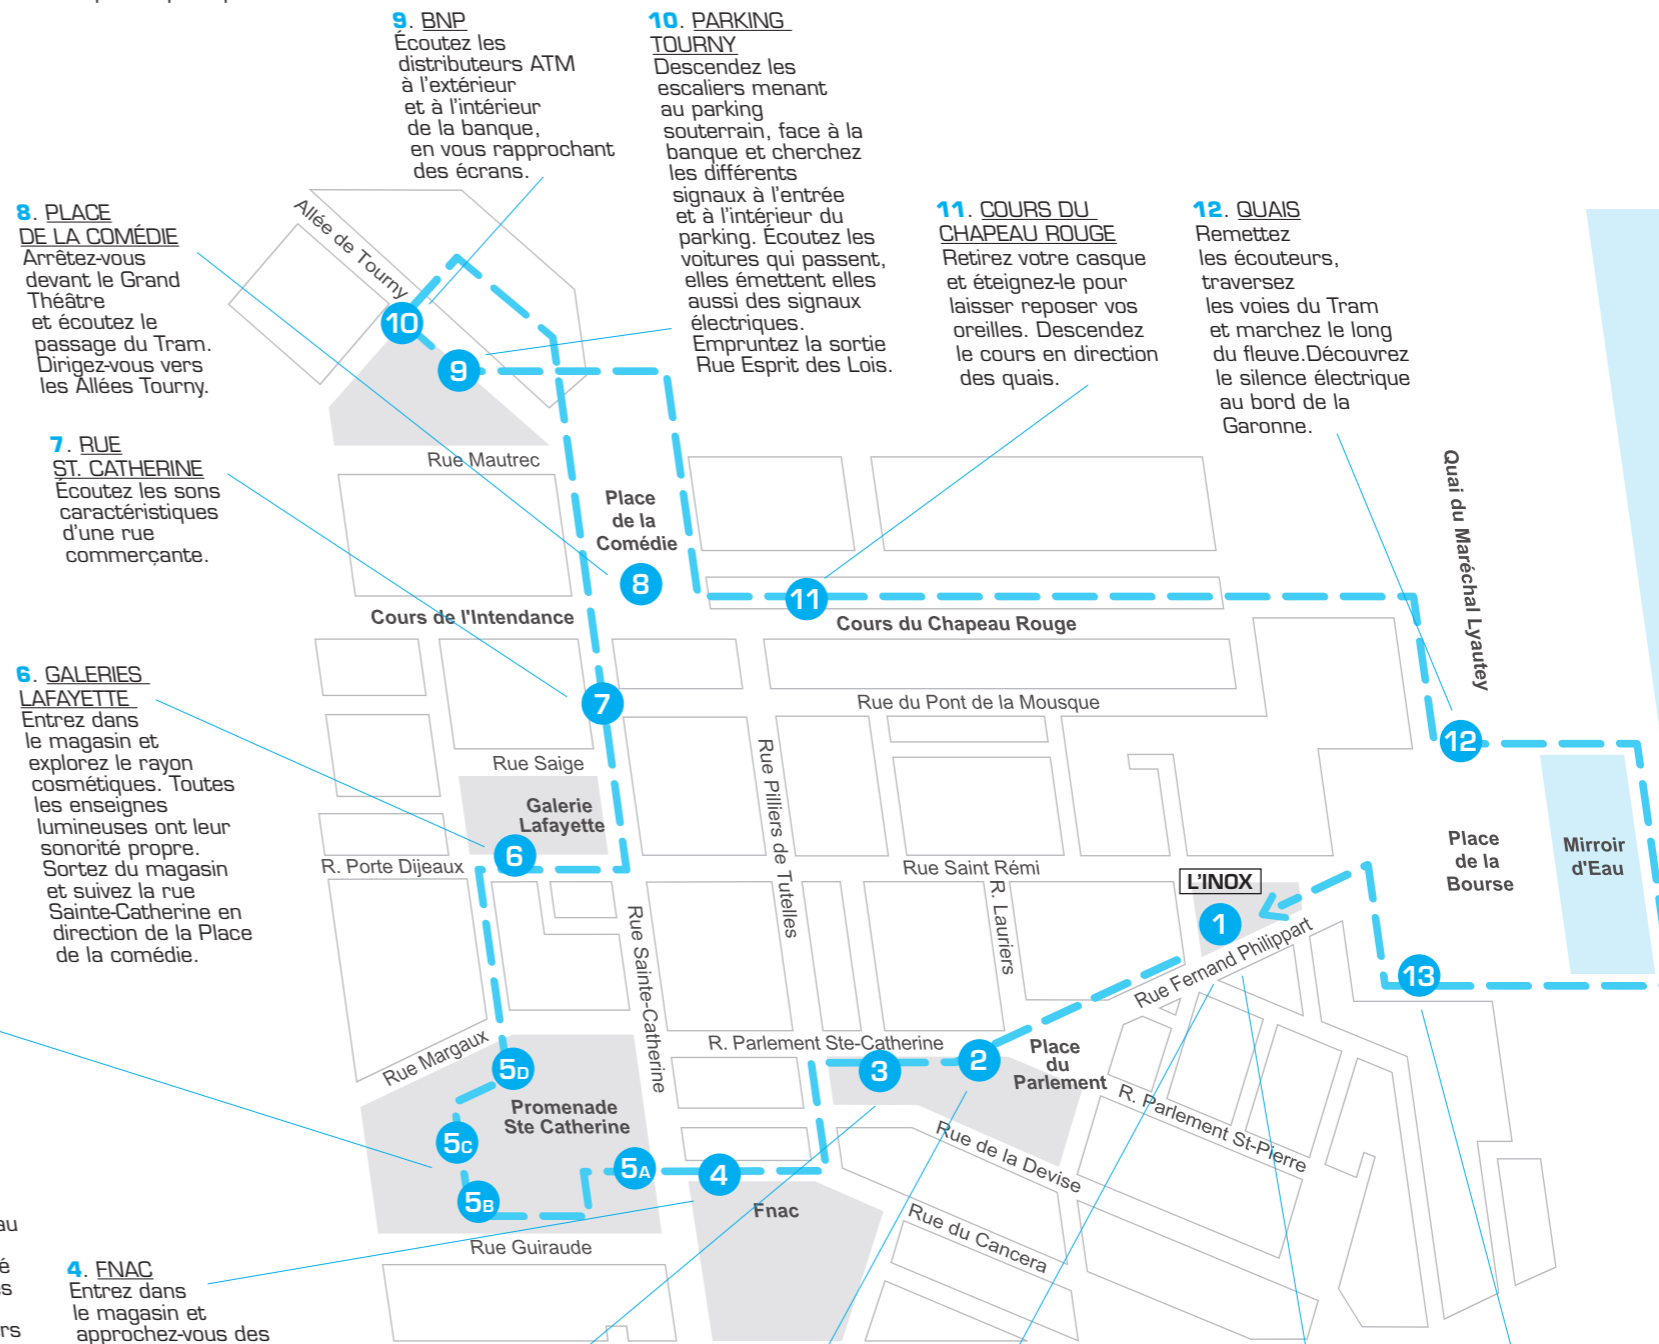 9. BNP
Écoutez les
distributeurs ATM
à l'extérieur
et à l'intérieur
de la banque,
en vous rapprochant
des écrans.
10. PARKING
TOURNY
Descendez les
escaliers menant
au parking
souterrain, face à la
banque et cherchez
les différents
signaux à l'entrée
et à l'intérieur du
parking. Écoutez les
voitures qui passent,
elles émettent elles
aussi des signaux
électriques.
Empruntez la sortie
Rue Esprit des Lois.
8. PLACE
DE LA COMÉDIE
Arrêtez-vous
devant le Grand
Théâtre
et écoutez le
passage du Tram.
Dirigez-vous vers
les Allées Tourny.
11. COURS DU
CHAPEAU ROUGE
Retirez votre casque
et éteignez-le pour
laisser reposer vos
oreilles. Descendez
le cours en direction
des quais.
12. QUAIS
Remettez
les écouteurs,
traversez
les voies du Tram
et marchez le long
du fleuve.Découvrez
le silence électrique
au bord de la
Garonne.
7. RUE
ST. CATHERINE
Écoutez les sons
caractéristiques
d'une rue
commerçante.
6. GALERIES
LAFAYETTE
Entrez dans
le magasin et
explorez le rayon
cosmétiques. Toutes
les enseignes
lumineuses ont leur
sonorité propre.
Sortez du magasin
et suivez la rue
Sainte-Catherine en
direction de la Place
de la comédie.
4. FNAC
Entrez dans
le magasin et
approchez-vous des
au
é
s
rs
Allée de Tourny
10
9
Rue Mautrec
Place
de la
Comédie
8
11
Cours de l'Intendance
Cours du Chapeau Rouge
Quai du Maréchal Lyautey
7
Rue du Pont de la Mousque
12
Rue Saige
Galerie
Lafayette
Rue Pilliers de Tutelles
6
R. Porte Dijeaux
Rue Saint Rémi
Place
de la
Bourse
Mirroir
d'Eau
L'INOX
1
R. Lauriers
Rue Sainte-Catherine
Rue Fernand Philippart
13
Rue Margaux
R. Parlement Ste-Catherine
5D
3
2
Place
du
Parlement
Promenade
Ste Catherine
5C
5A
4
5B
R. Parlement St-Pierre
Rue de la Devise
Fnac
Rue du Cancera
Rue Guiraude